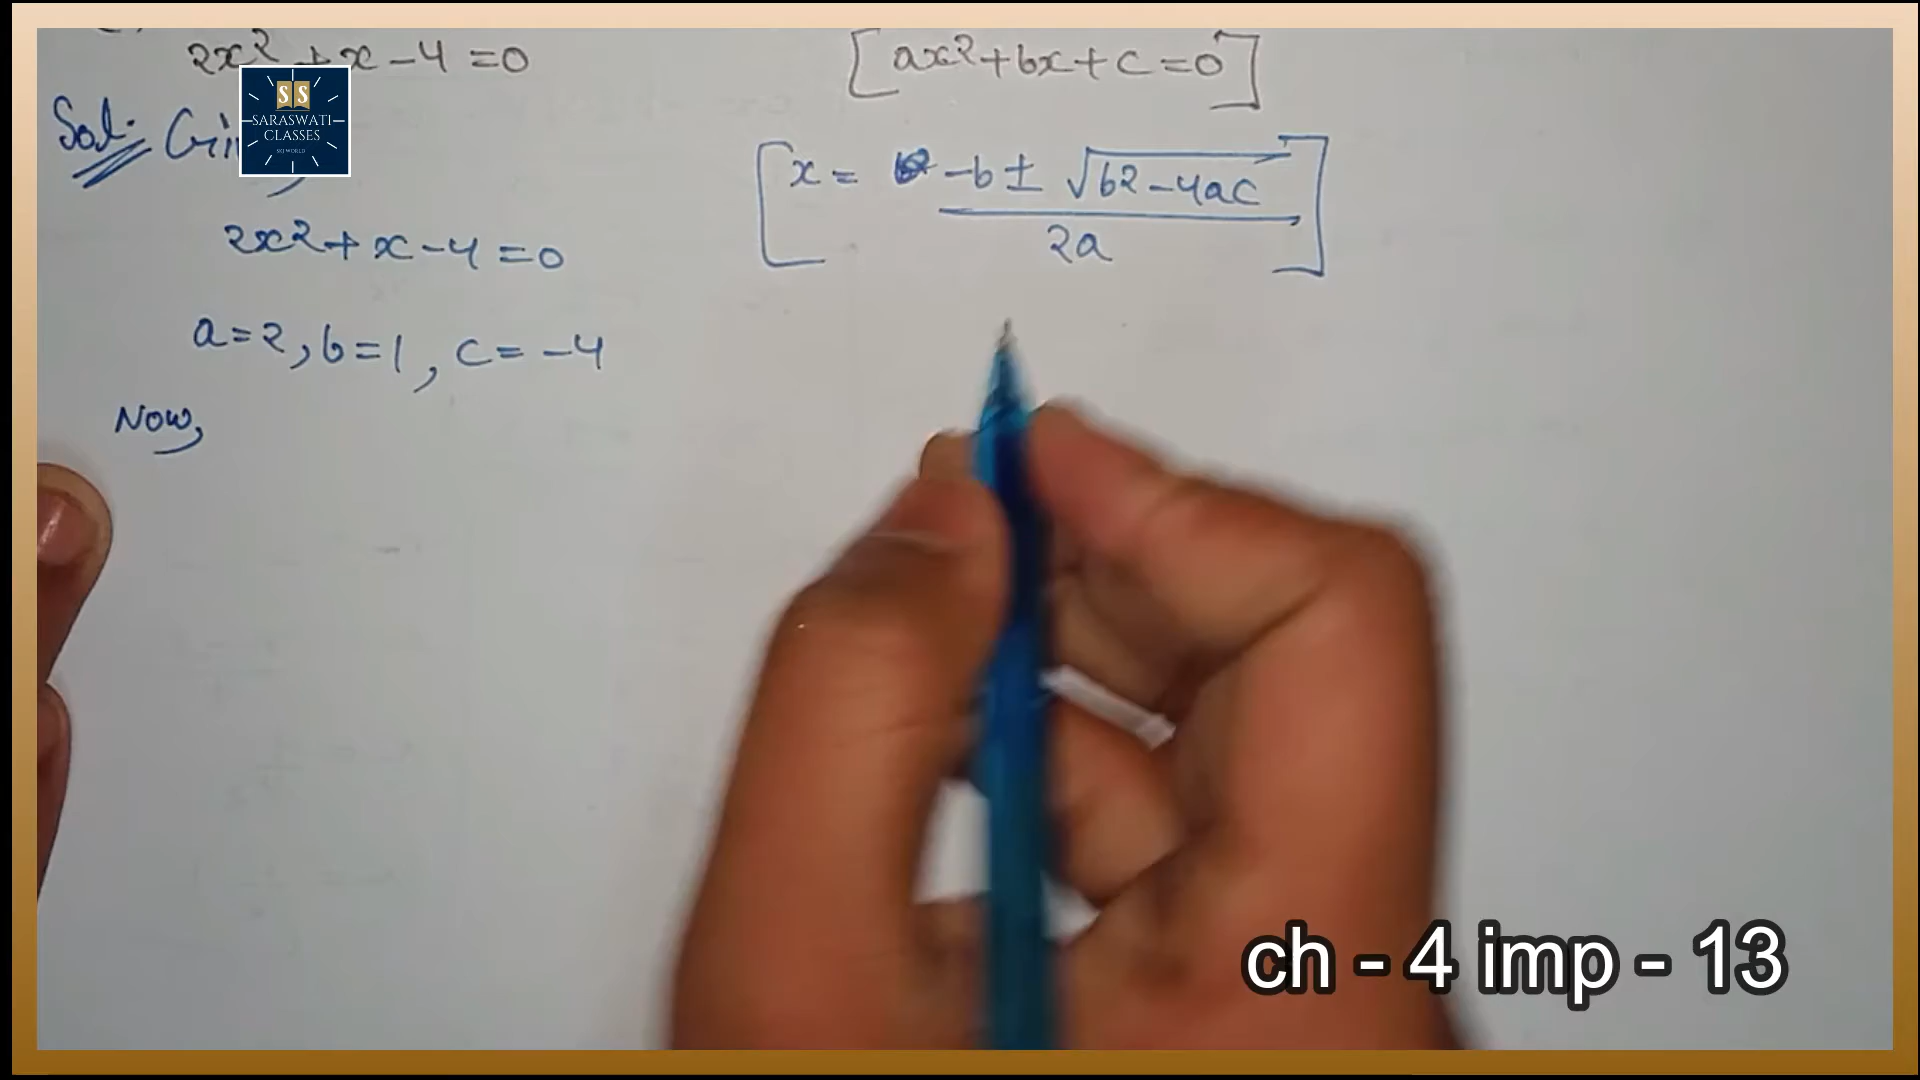 2x²+x-4=0
[ax²+bx+c=0]
Sol. Gi
SS
SARASWATI
CLASSES
[x = -b ± √b2-4ac
2a]
2x²+x-4=0
a=2, b=1, c=-4
Now,
ch - 4 imp - 13